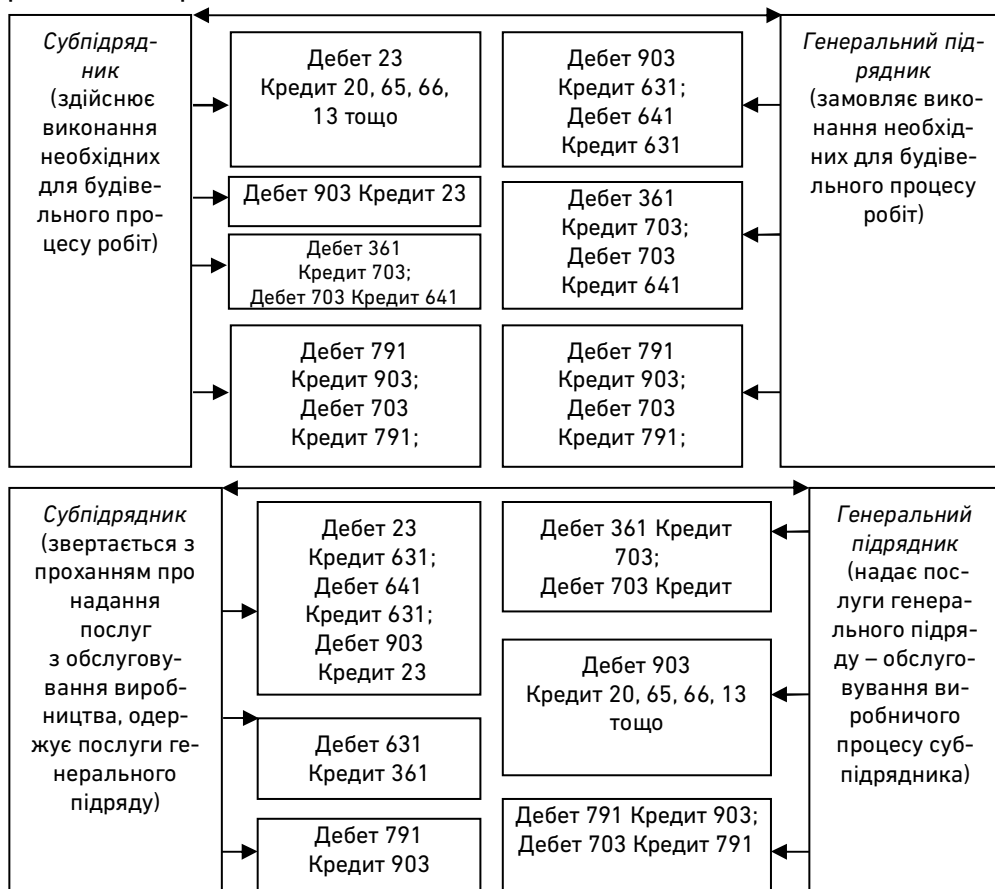 Субпідряд-
ник
(здійснює
виконання
необхідних
для будіве-
льного про-
цесу робіт)
Дебет 23
Кредит 20, 65, 66,
13 тощо
Дебет 903 Кредит 23
Дебет 361
Кредит 703;
Дебет 703 Кредит 641
Дебет 791
Кредит 903;
Дебет 703
Кредит 791;
Дебет 903
Кредит 631;
Дебет 641
Кредит 631
Дебет 361
Кредит 703;
Дебет 703
Кредит 641
Дебет 791
Кредит 903;
Дебет 703
Кредит 791;
Генеральний під-
рядник
(замовляє вико-
нання необхід-
них для будіве-
льного процесу
робіт)
Субпідрядник
(звертається з
проханням про
надання
послуг
з обслугову-
вання вироб-
ництва, одер-
жує послуги ге-
нерального
підряду)
Дебет 23
Кредит 631;
Дебет 641
Кредит 631;
Дебет 903
Кредит 23
Дебет 631
Кредит 361
Дебет 791
Кредит 903
Дебет 361 Кредит
703;
Дебет 703 Кредит
Дебет 903
Кредит 20, 65, 66, 13
тощо
Дебет 791 Кредит 903;
Дебет 703 Кредит 791
Генеральний
підрядник
(надає пос-
луги генера-
льного підря-
ду – обслуго-
вування ви-
робничого
процесу суб-
підрядника)